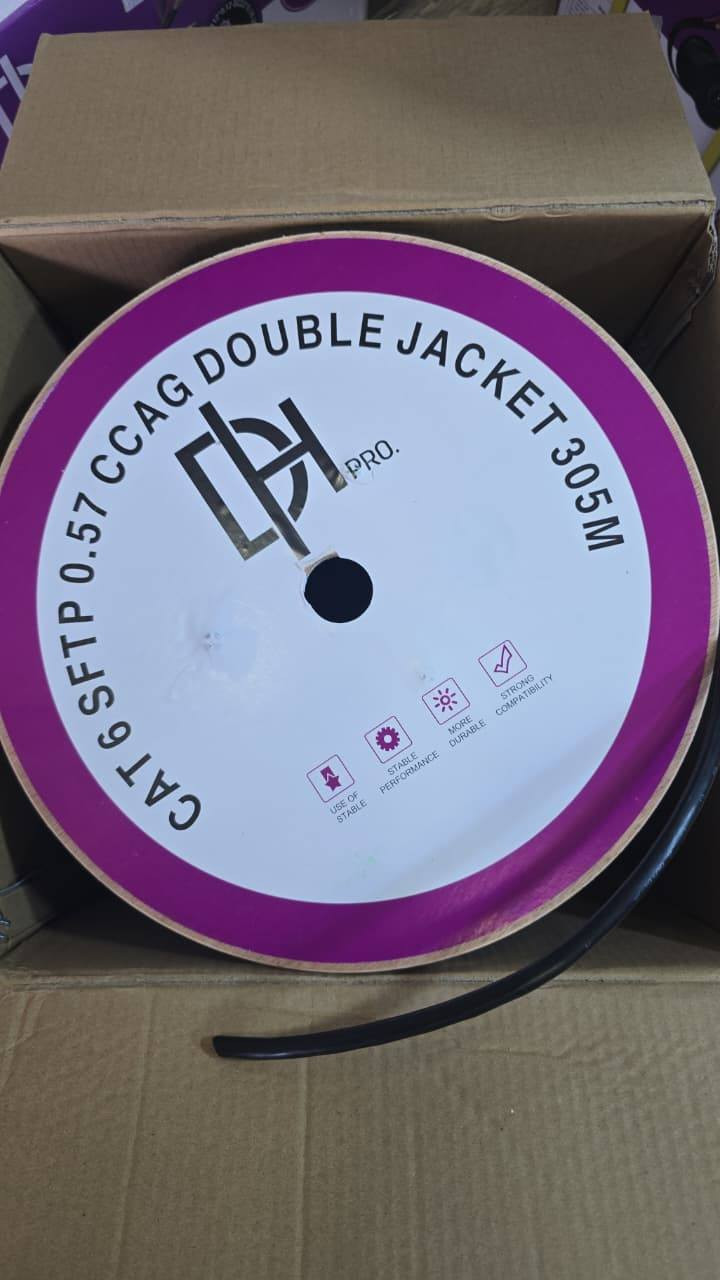 CAT 6 SFTP 0.57 CCAG DOUBLE JACKET 305M
DH PRO.
USE OF
STABLE
STABLE
PERFORMANCE
MORE
DURABLE
STRONG
COMPATIBILITY